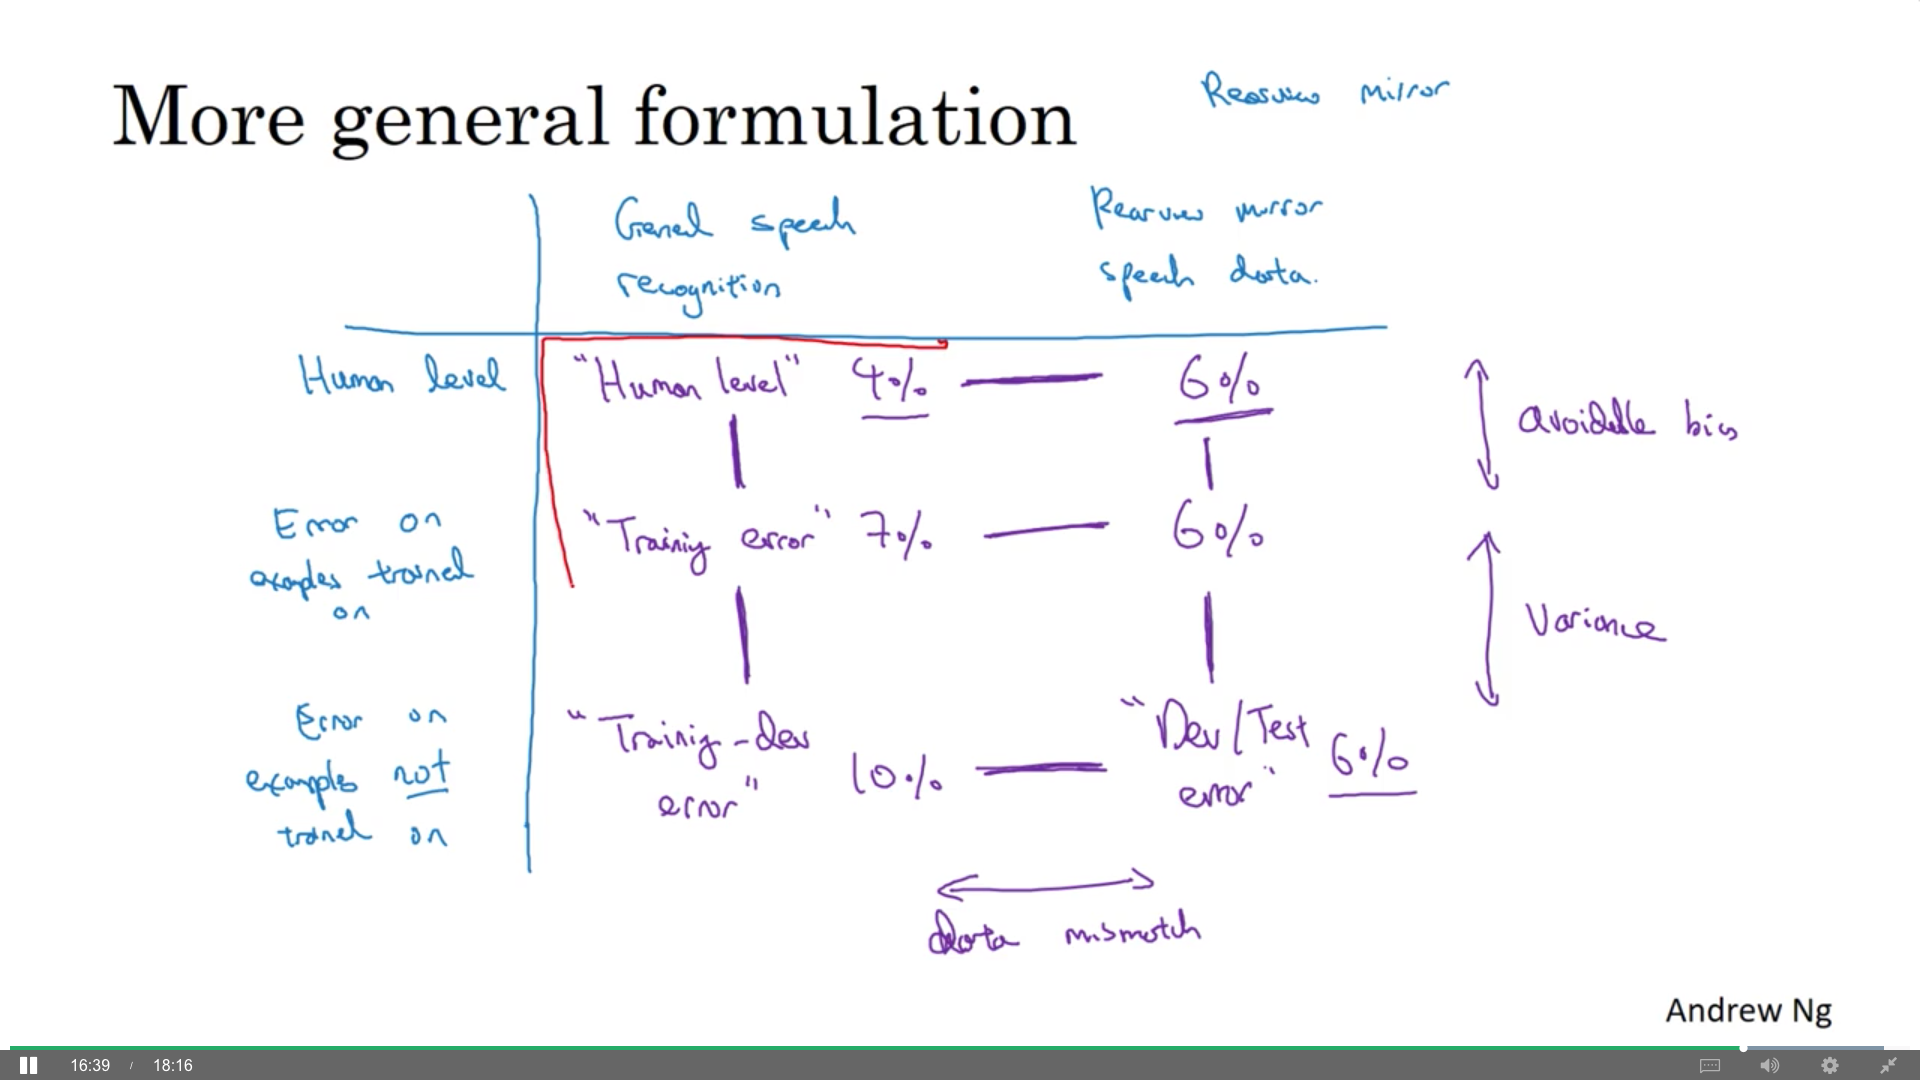 More general formulation
Rearview mirror
General speech
recognition
Rearview mirror
speech data.
Human level
"Human level" 4%
6%
avoidable bias
Error on
examples trained
on
"Training error" 7%
6%
Variance
Error on
examples not
trained on
"Training-dev
error"
10%
"Dev/Test
error"
6%
data mismatch
Andrew Ng
16:39 / 18:16